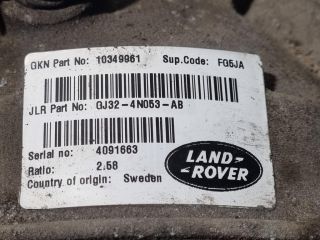 GKN Part No: 10349961 Sup.Code: FG5JA
JLR Part No: GJ32-4N053-AB
Serial no: 4091663
Ratio: 2.58
Country of origin: Sweden
LAND-
ROVER